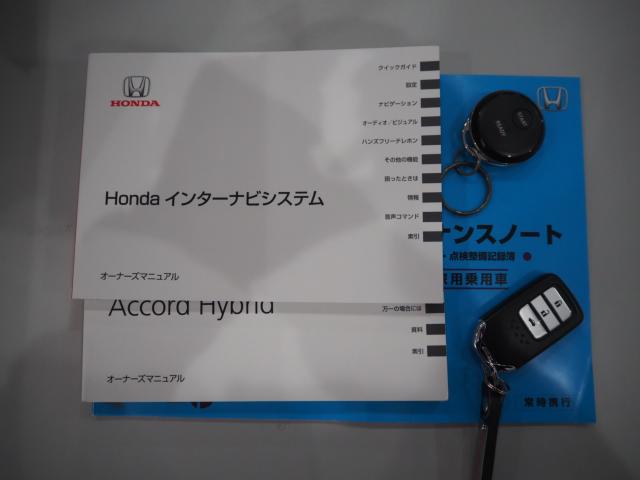 HONDA
クイックガイド
設定
ナビゲーション
オーディオ/ビジュアル
ハンズフリーテレホン
その他の機能
困ったときは
情報
音声コマンド
索引
Honda インターナビシステム
オーナーズマニュアル
Accord Hybrid
万一の場合には
資料
索引
オーナーズマニュアル
START
READY
ナンスノート
点検整備記録簿
用乗用車
常時携行